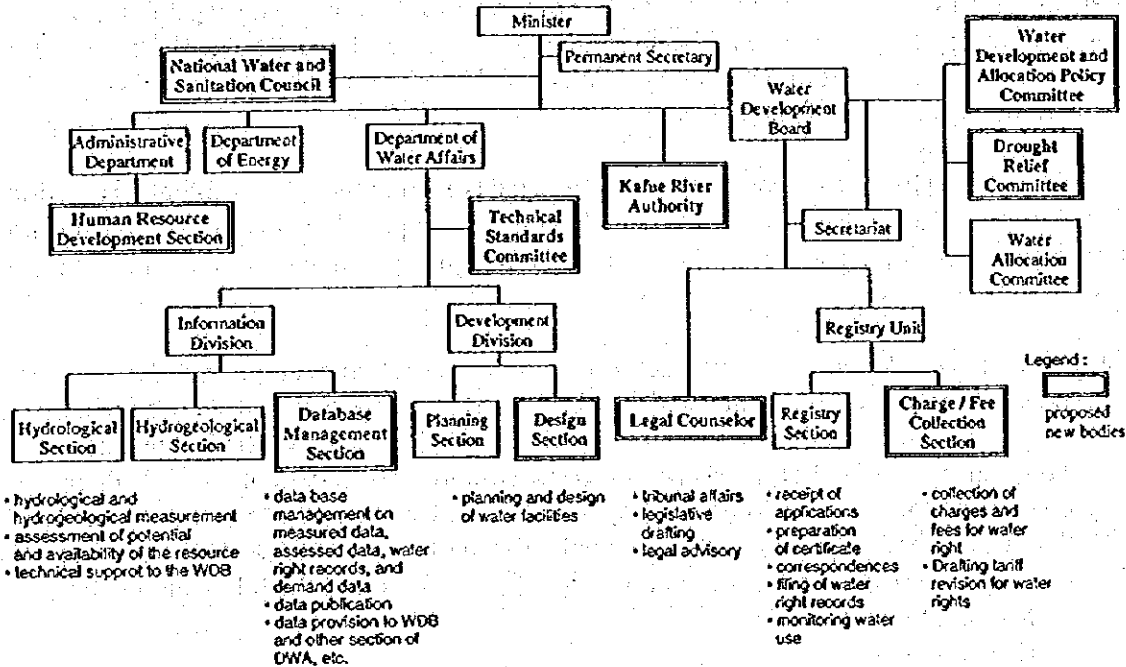 Minister
Permanent Secretary
National Water and
Sanitation Council
Water
Development
Board
Water
Development and
Allocation Policy
Committee
Administrative
Department
Department
of Energy
Department of
Water Affairs
Kafue River
Authority
Drought
Relief
Committee
Human Resource
Development Section
Technical
Standards
Committee
Secretariat
Water
Allocation
Committee
Information
Division
Development
Division
Registry Unit
Legend :
proposed
new bodies
Hydrological
Section
Hydrogeological
Section
Database
Management
Section
Planning
Section
Design
Section
Legal Counselor
Registry
Section
Charge / Fee
Collection
Section
• hydrological and
hydrogeological measurement
• assessment of potential
and availability of the resource
• technical supprot to the WDB
• data base
management on
measured data,
assessed data, water
right records, and
demand data
• data publication
• data provision to WDB
and other section of
DWA, etc.
• planning and design
of water facilities
• tribunal affairs
• legislative
drafting
• legal advisory
• receipt of
applications
• preparation
of certificate
• correspondences
• filing of water
right records
• monitoring water
use
• collection of
charges and
fees for water
right
• Drafting tariff
revision for water
rights